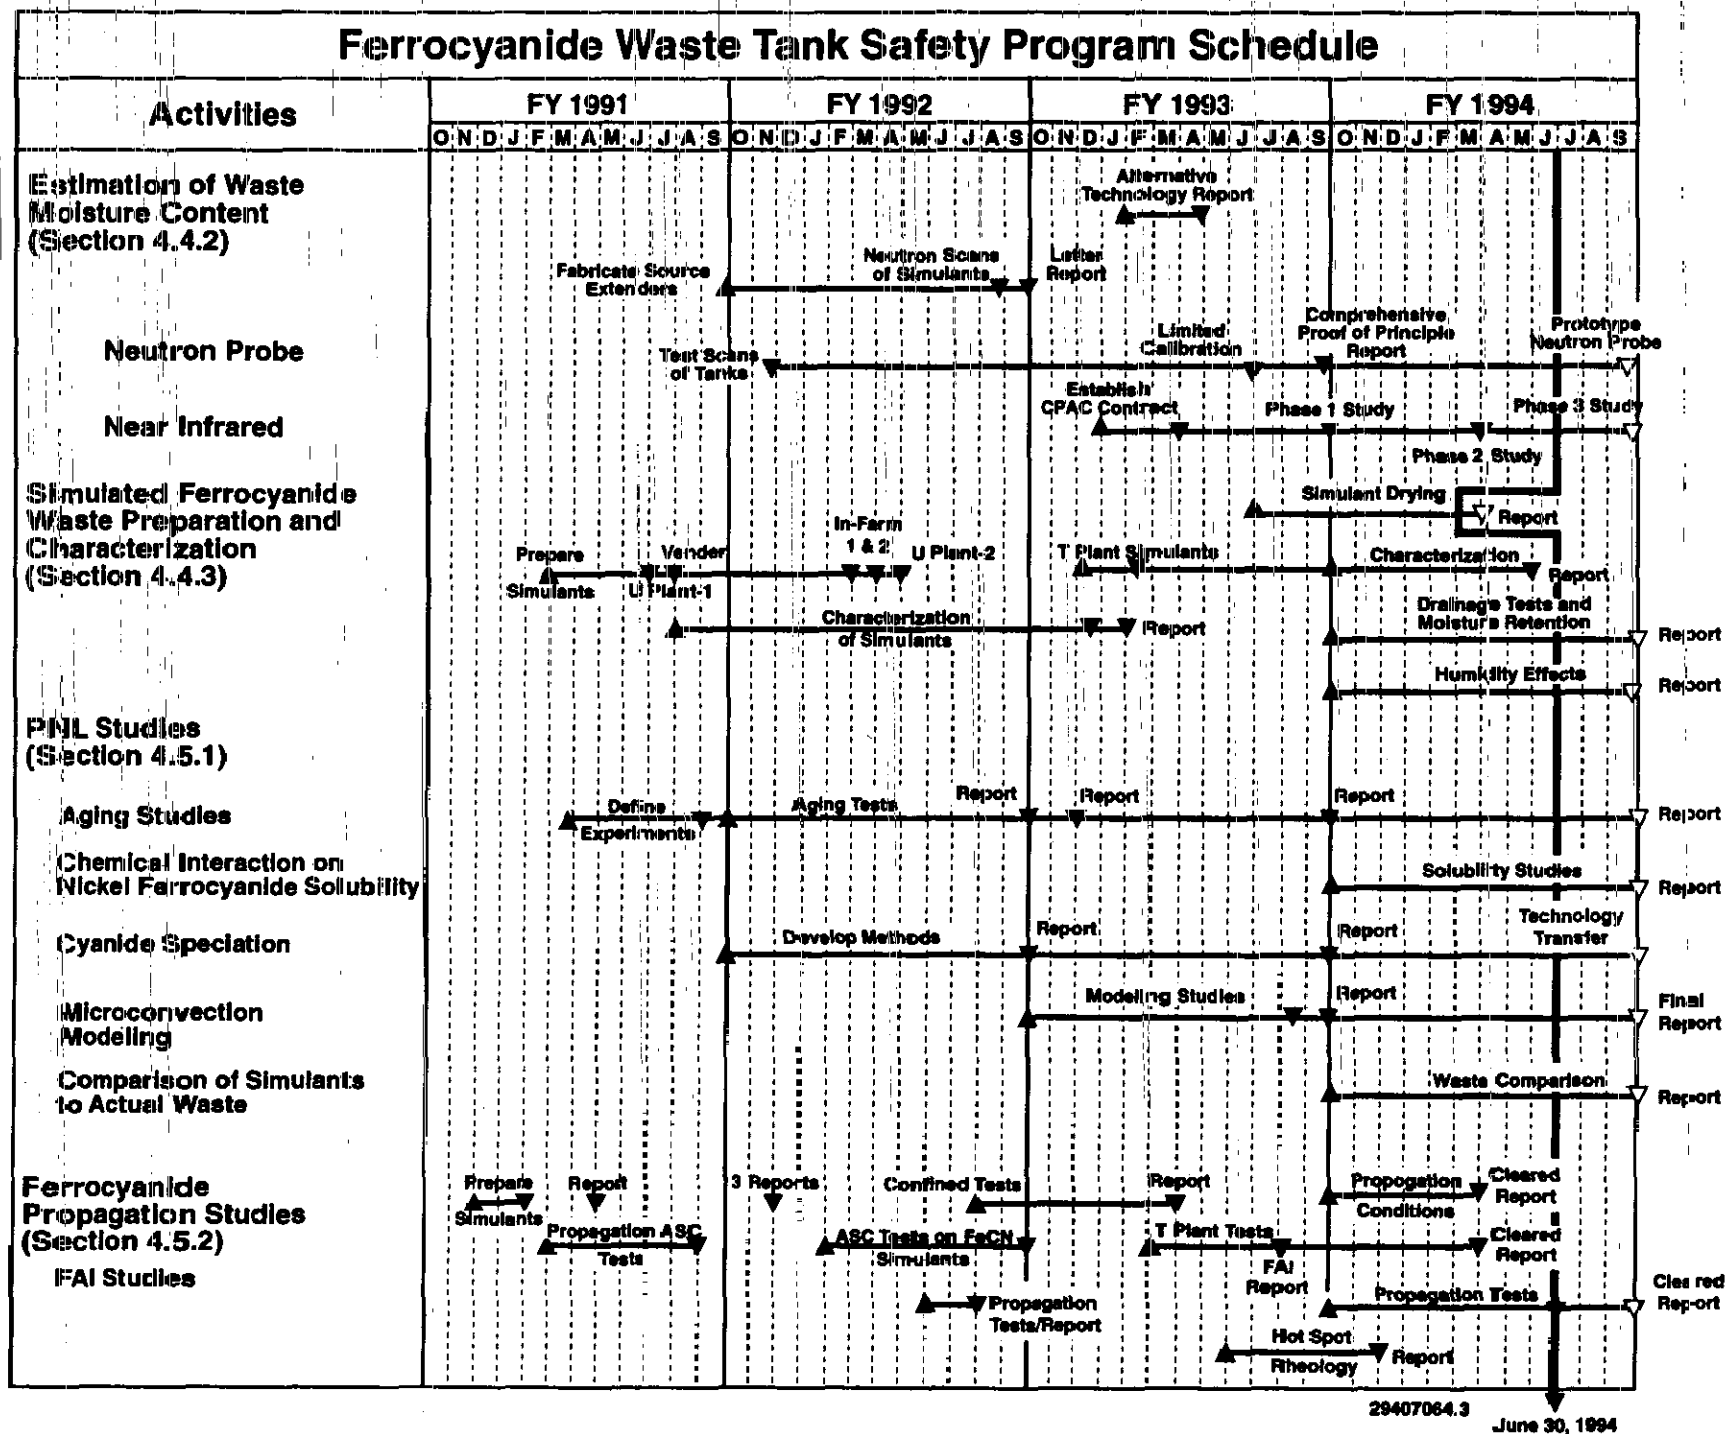 Ferrocyanide Waste Tank Safety Program Schedule
Activities
FY 1991
FY 1992
FY 1993
FY 1994
O N D J F M A M J J A S
O N D J F M A M J J A S
O N D J F M A M J J A S
O N D J F M A M J J A S
Estimation of Waste
Moisture Content
(Section 4.4.2)
Alternative
Technology Report
Fabricate Source
Extenders
Neutron Scans
of Simulants
Letter
Report
Neutron Probe
Test Scans
of Tanks
Limited
Calibration
Comprehensive
Proof of Principle
Report
Prototype
Neutron Probe
Near Infrared
Establish
CPAC Contract
Phase 1 Study
Phase 2 Study
Phase 3 Study
Simulated Ferrocyanide
Waste Preparation and
Characterization
(Section 4.4.3)
Simulant Drying
Report
Prepare
Simulants
Vender
U Plant-1
In-Farm
1 & 2
U Plant-2
T Plant Simulants
Characterization
Report
Characterization
of Simulants
Report
Drainage Tests and
Moisture Retention
Report
Humidity Effects
Report
PNL Studies
(Section 4.5.1)
Aging Studies
Define
Experiments
Aging Tests
Report
Report
Report
Report
Chemical Interaction on
Nickel Ferrocyanide Solubility
Solubility Studies
Report
Cyanide Speciation
Develop Methods
Report
Report
Technology
Transfer
Microconvection
Modeling
Modeling Studies
Report
Final
Report
Comparison of Simulants
to Actual Waste
Waste Comparison
Report
Ferrocyanide
Propagation Studies
(Section 4.5.2)
Prepare
Simulants
Report
3 Reports
Confined Tests
Report
Propogation
Conditions
Cleared
Report
Propagation ASC
Tests
ASC Tests on FeCN
Simulants
T Plant Tests
FAI
Report
Cleared
Report
FAI Studies
Propagation
Tests/Report
Propagation Tests
Cleared
Report
Hot Spot
Rheology
Report
29407064.3
June 30, 1994